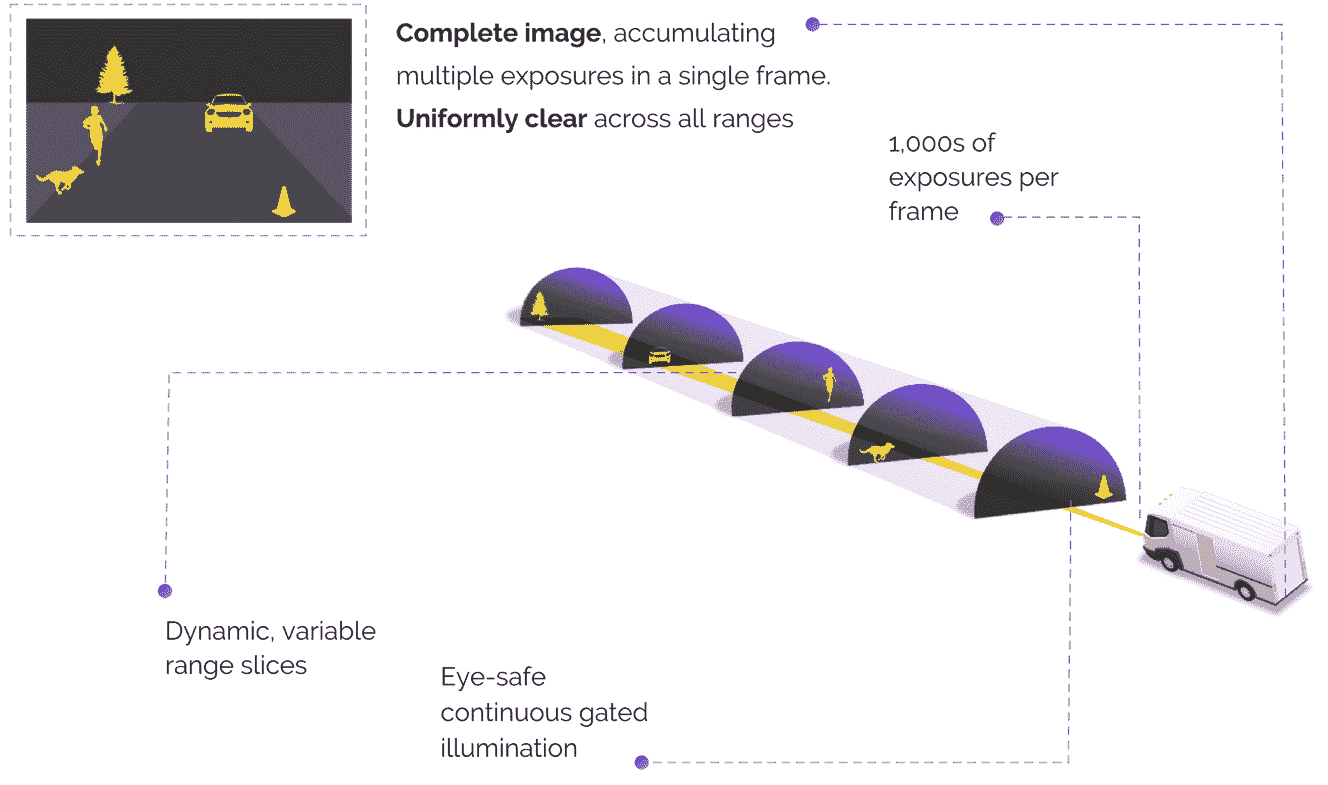 Complete image, accumulating
multiple exposures in a single frame.
Uniformly clear across all ranges
1,000s of
exposures per
frame
Dynamic, variable
range slices
Eye-safe
continuous gated
illumination